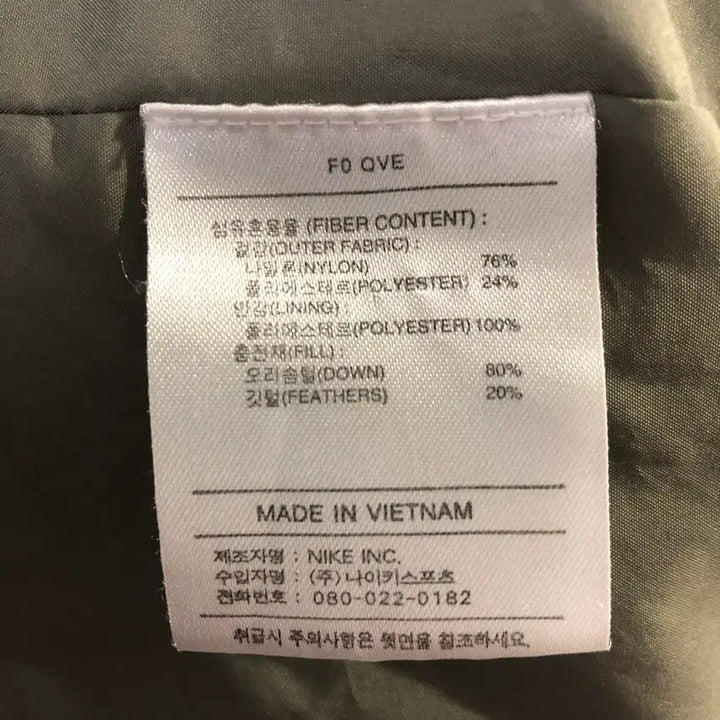 F0 QVE
섬유혼용율 (FIBER CONTENT) :
겉감(OUTER FABRIC) :
나일론(NYLON) 76%
폴리에스테르(POLYESTER) 24%
안감(LINING) :
폴리에스테르(POLYESTER) 100%
충전재(FILL) :
오리솜털(DOWN) 80%
깃털(FEATHERS) 20%
MADE IN VIETNAM
제조자명 : NIKE INC.
수입자명 : (주)나이키스포츠
전화번호 : 080-022-0182
취급시 주의사항은 뒷면을 참조하세요.